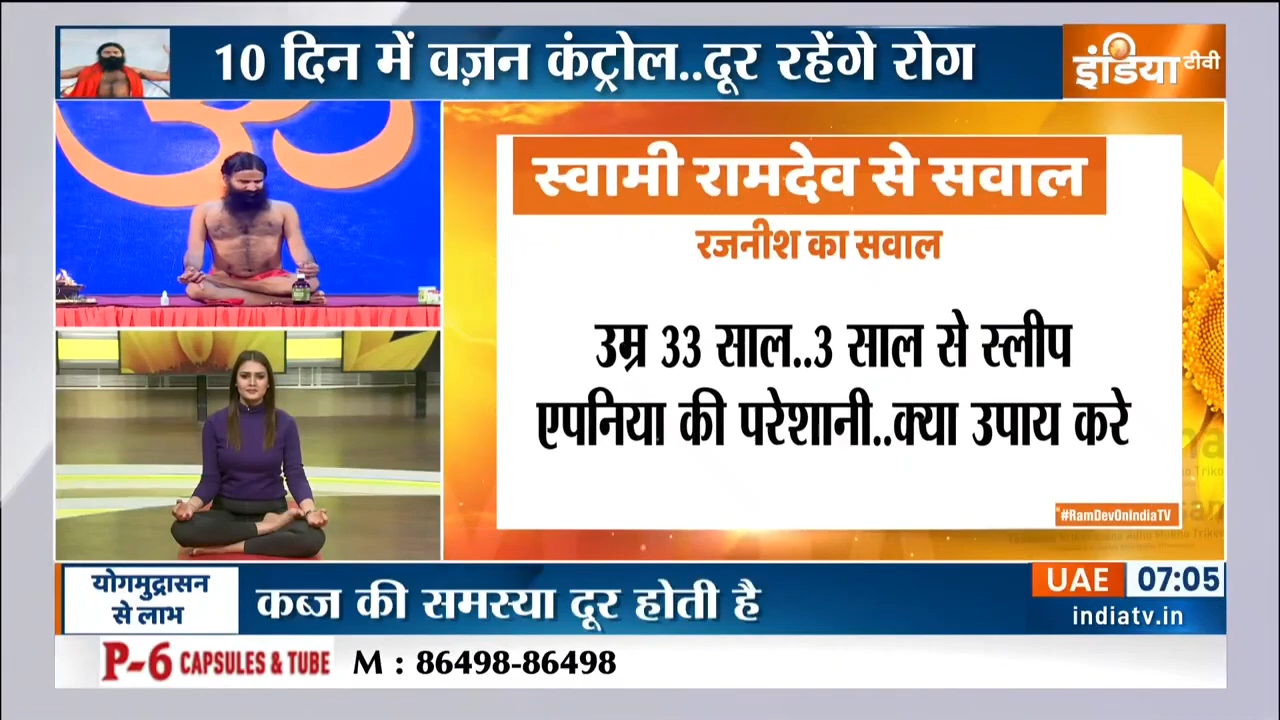 10 दिन में वज़न कंट्रोल..दूर रहेंगे रोग
इंडिया टीवी
स्वामी रामदेव से सवाल
रजनीश का सवाल
उम्र 33 साल..3 साल से स्लीप
एपनिया की परेशानी..क्या उपाय करे
#RamDevOnIndiaTV
योगमुद्रासन
से लाभ
कब्ज की समस्या दूर होती है
UAE 07:05
indiatv.in
P-6 CAPSULES & TUBE M : 86498-86498